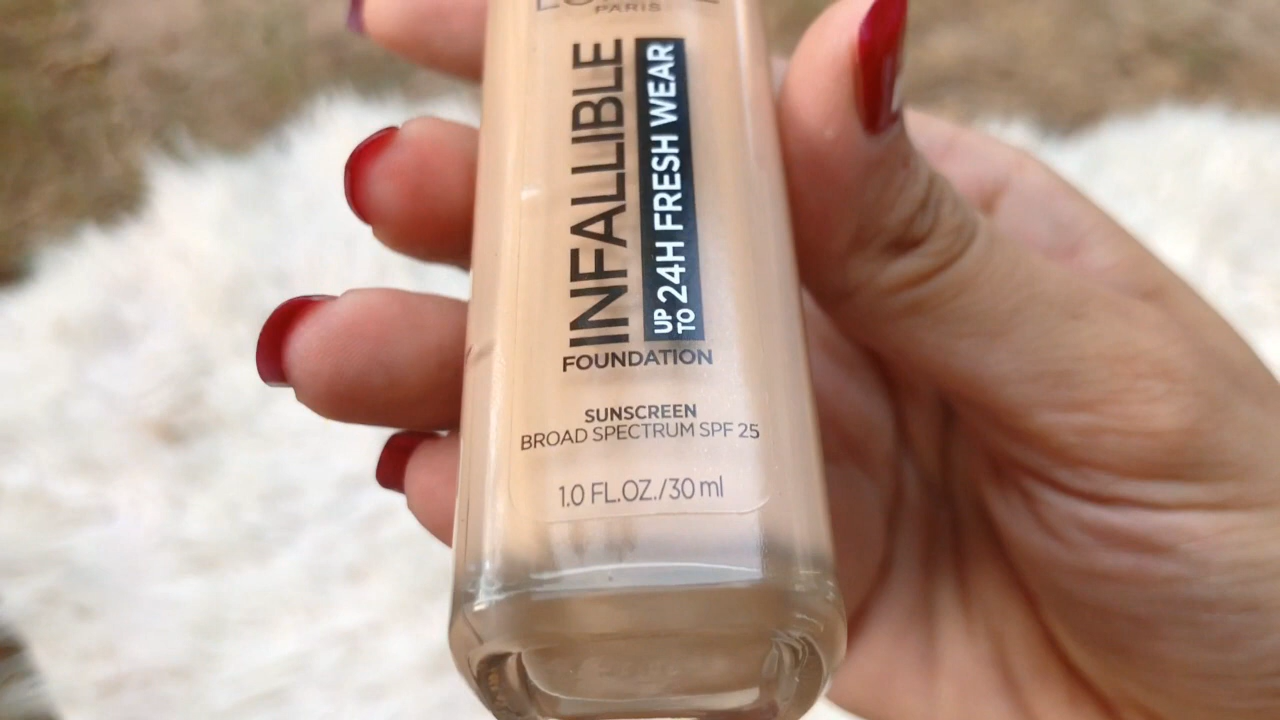 L'ORÉAL
PARIS
INFALLIBLE
UP TO 24H FRESH WEAR
FOUNDATION
SUNSCREEN
BROAD SPECTRUM SPF 25
1.0 FL.OZ./30 ml